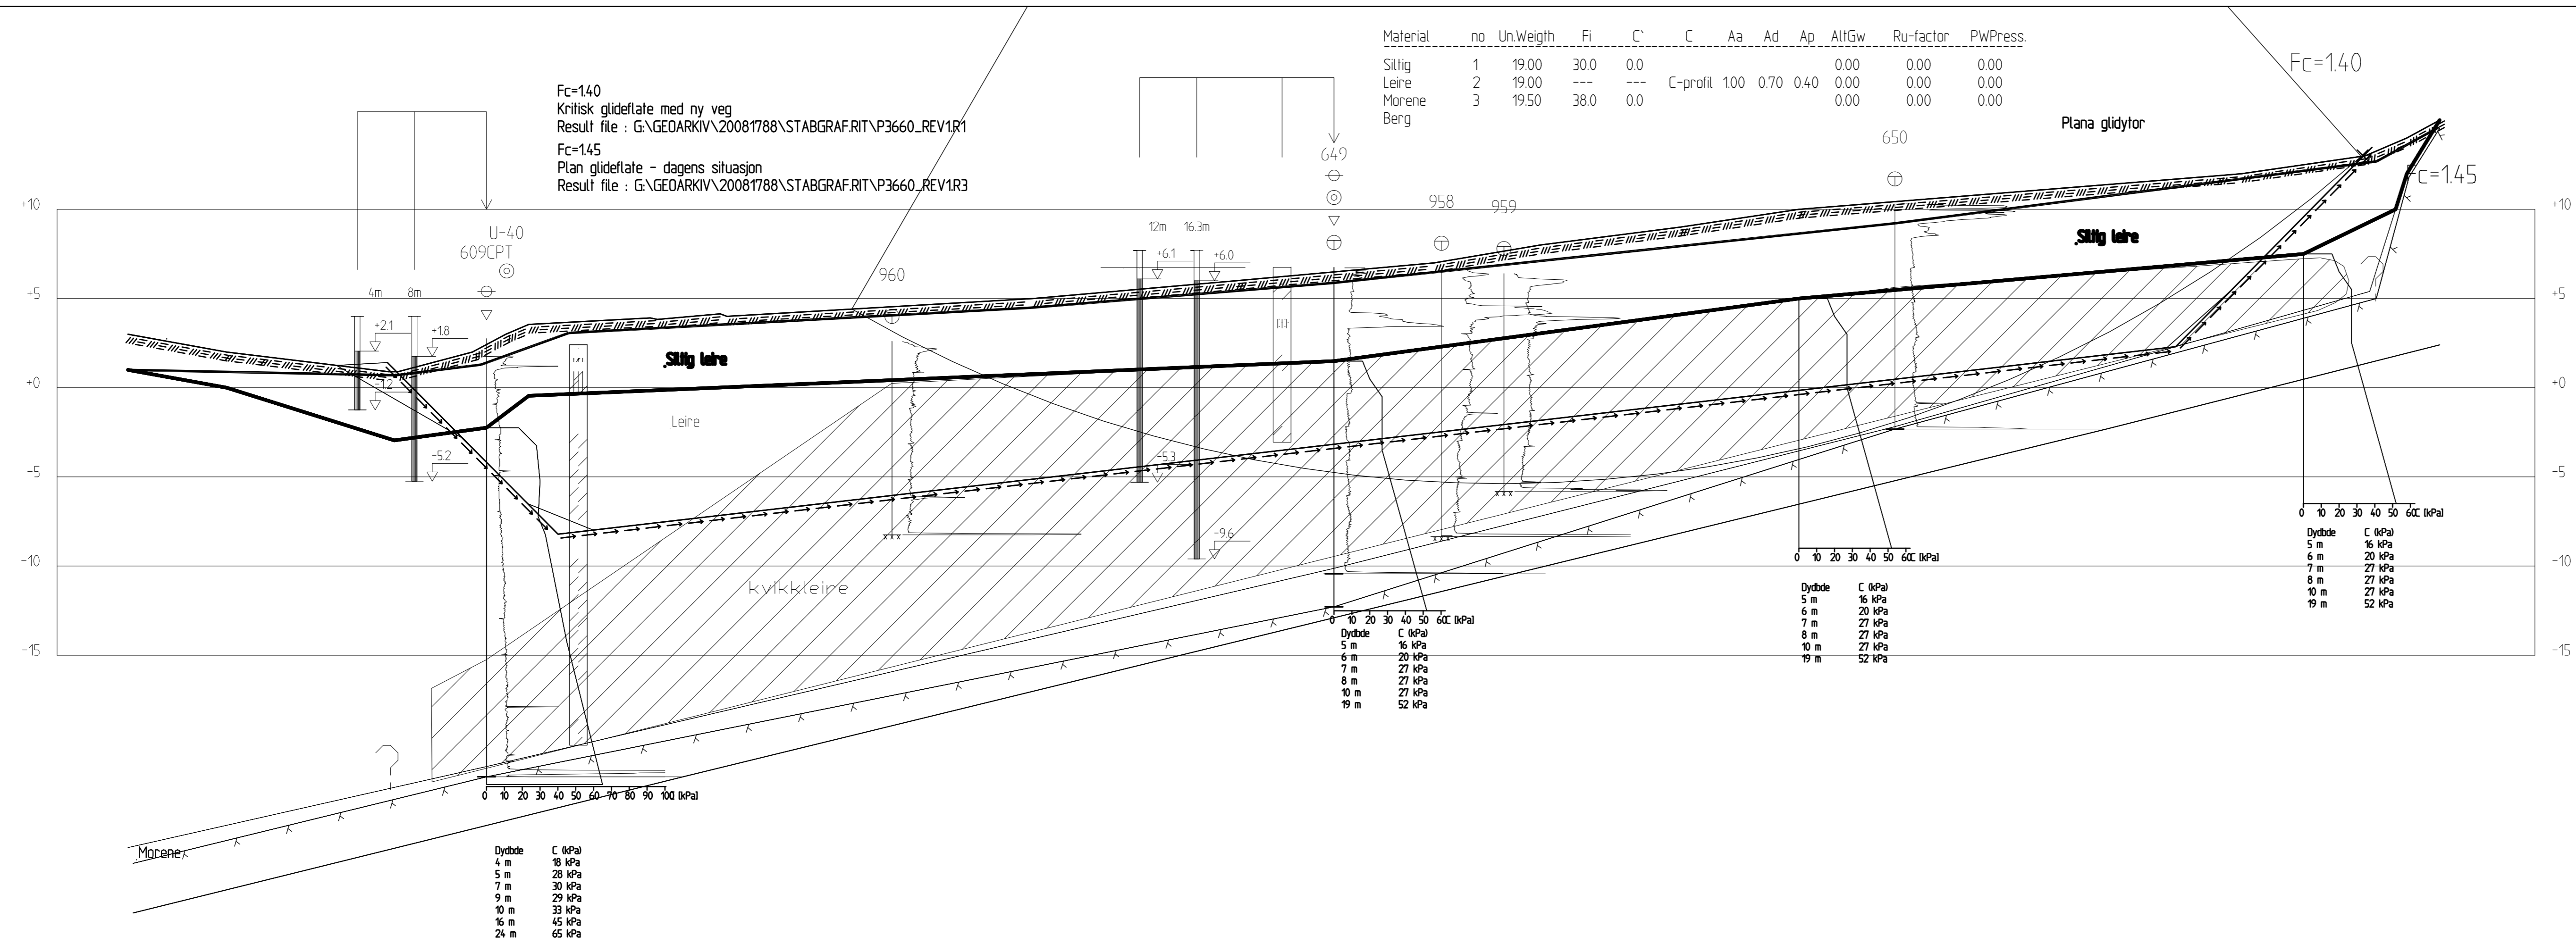 Material no Un.Weigth Fi C` C Aa Ad Ap AltGw Ru-factor PWPress.
Siltig 1 19.00 30.0 0.0 0.00 0.00 0.00
Leire 2 19.00 --- --- C-profil 1.00 0.70 0.40 0.00 0.00 0.00
Morene 3 19.50 38.0 0.0 0.00 0.00 0.00
Berg
Fc=1.40
Kritisk glideflate med ny veg
Result file : G:\GEOARKIV\20081788\STABGRAF.RIT\P3660_REV1.R1
Fc=1.45
Plan glideflate - dagens situasjon
Result file : G:\GEOARKIV\20081788\STABGRAF.RIT\P3660_REV1.R3
Fc=1.40
Plana glidytor
Fc=1.45
649
650
958
959
960
U-40
609CPT
12m 16.3m
+6.1
+6.0
4m 8m
+2.1
+1.8
-1.2
-5.2
-5.3
-9.6
+10
+5
+0
-5
-10
-15
+10
+5
+0
-5
-10
-15
Siltig leire
Siltig leire
Leire
kvikkleire
?
?
Morene
0 10 20 30 40 50 60 70 80 90 100 C [kPa]
Dydbde C (kPa)
4 m 18 kPa
5 m 28 kPa
7 m 30 kPa
9 m 29 kPa
10 m 33 kPa
16 m 45 kPa
24 m 65 kPa
0 10 20 30 40 50 60 C [kPa]
Dydbde C (kPa)
5 m 16 kPa
6 m 20 kPa
7 m 27 kPa
8 m 27 kPa
10 m 27 kPa
19 m 52 kPa
0 10 20 30 40 50 60 C [kPa]
Dydbde C (kPa)
5 m 16 kPa
6 m 20 kPa
7 m 27 kPa
8 m 27 kPa
10 m 27 kPa
19 m 52 kPa
0 10 20 30 40 50 60 C [kPa]
Dydbde C (kPa)
5 m 16 kPa
6 m 20 kPa
7 m 27 kPa
8 m 27 kPa
10 m 27 kPa
19 m 52 kPa